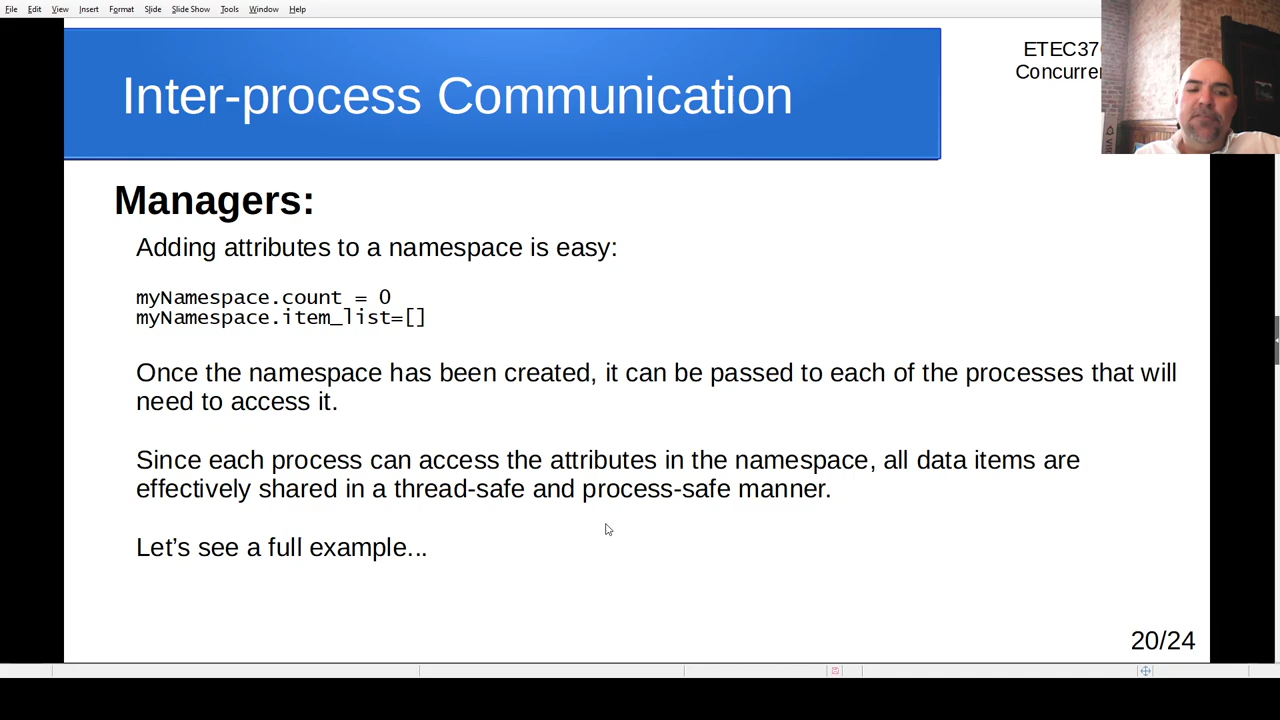 File Edit View Insert Format Slide Slide Show Tools Window Help
Inter-process Communication
ETEC37
Concurre
Managers:
Adding attributes to a namespace is easy:
myNamespace.count = 0
myNamespace.item_list=[]
Once the namespace has been created, it can be passed to each of the processes that will
need to access it.
Since each process can access the attributes in the namespace, all data items are
effectively shared in a thread-safe and process-safe manner.
Let’s see a full example...
20/24